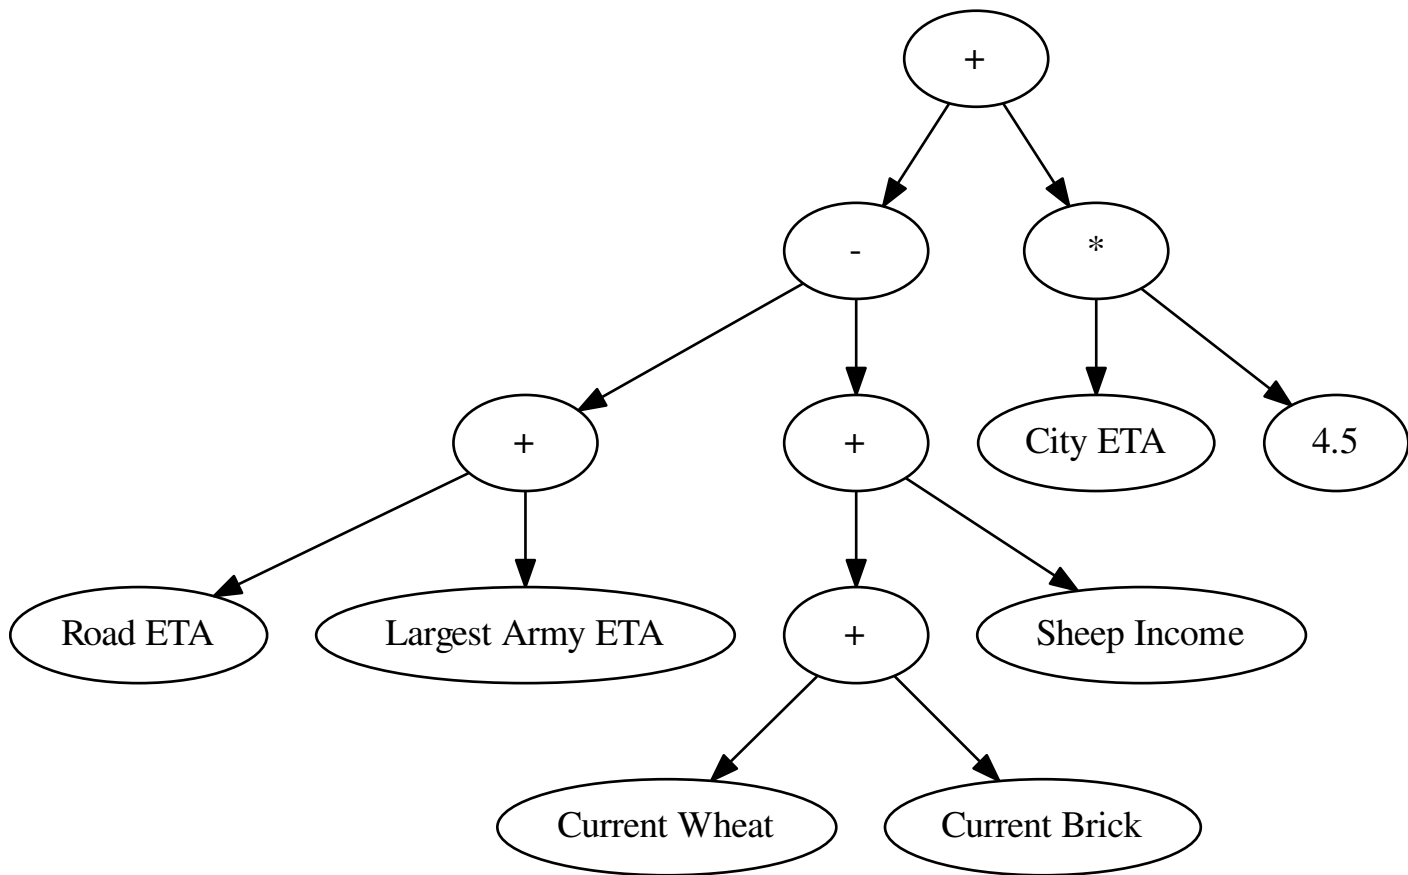 +
-
*
+
+
City ETA
4.5
Road ETA
Largest Army ETA
+
Sheep Income
Current Wheat
Current Brick